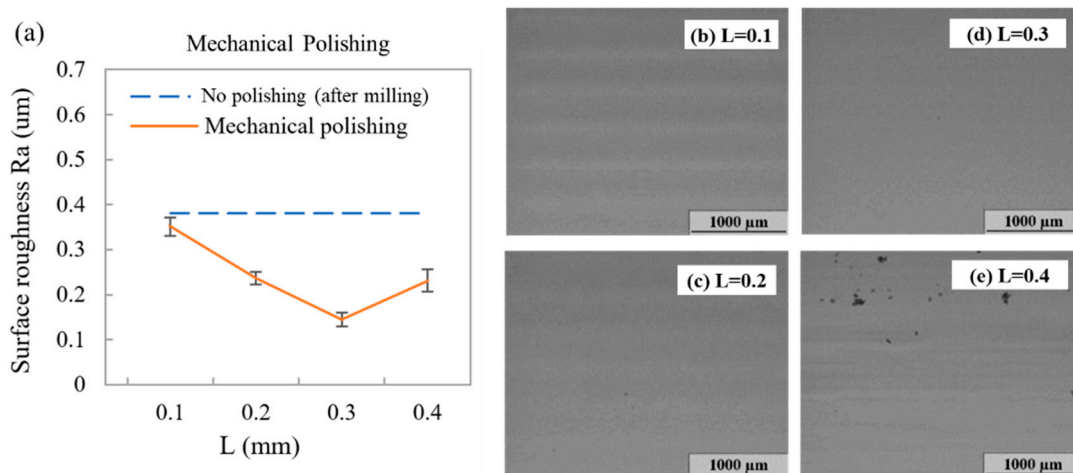 (a)
Mechanical Polishing
Surface roughness Ra (um)
0.7
0.6
0.5
0.4
0.3
0.2
0.1
0
No polishing (after milling)
Mechanical polishing
0.1 0.2 0.3 0.4
L (mm)
(b) L=0.1
1000 µm
(d) L=0.3
1000 µm
(c) L=0.2
1000 µm
(e) L=0.4
1000 µm